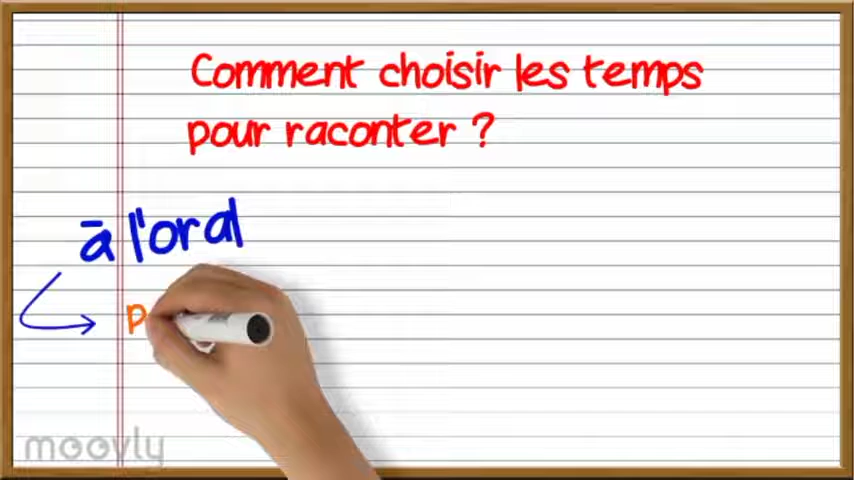 Comment choisir les temps
pour raconter ?
à l'oral
p
moovly